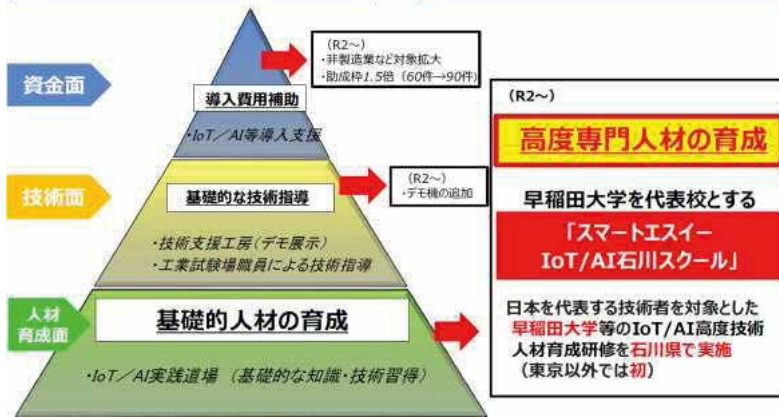 資金面
導入費用補助
・IoT／AI等導入支援
（R2～）
・非製造業など対象拡大
・助成枠1.5倍（60件→90件）
技術面
基礎的な技術指導
・技術支援工房（デモ展示）
・工業試験場職員による技術指導
（R2～）
・デモ機の追加
人材
育成面
基礎的人材の育成
・IoT／AI実践道場（基礎的な知識・技術習得）
（R2～）
高度専門人材の育成
早稲田大学を代表校とする
「スマートエスイー
IoT/AI石川スクール」
日本を代表する技術者を対象とした
早稲田大学等のIoT/AI高度技術
人材育成研修を石川県で実施
（東京以外では初）